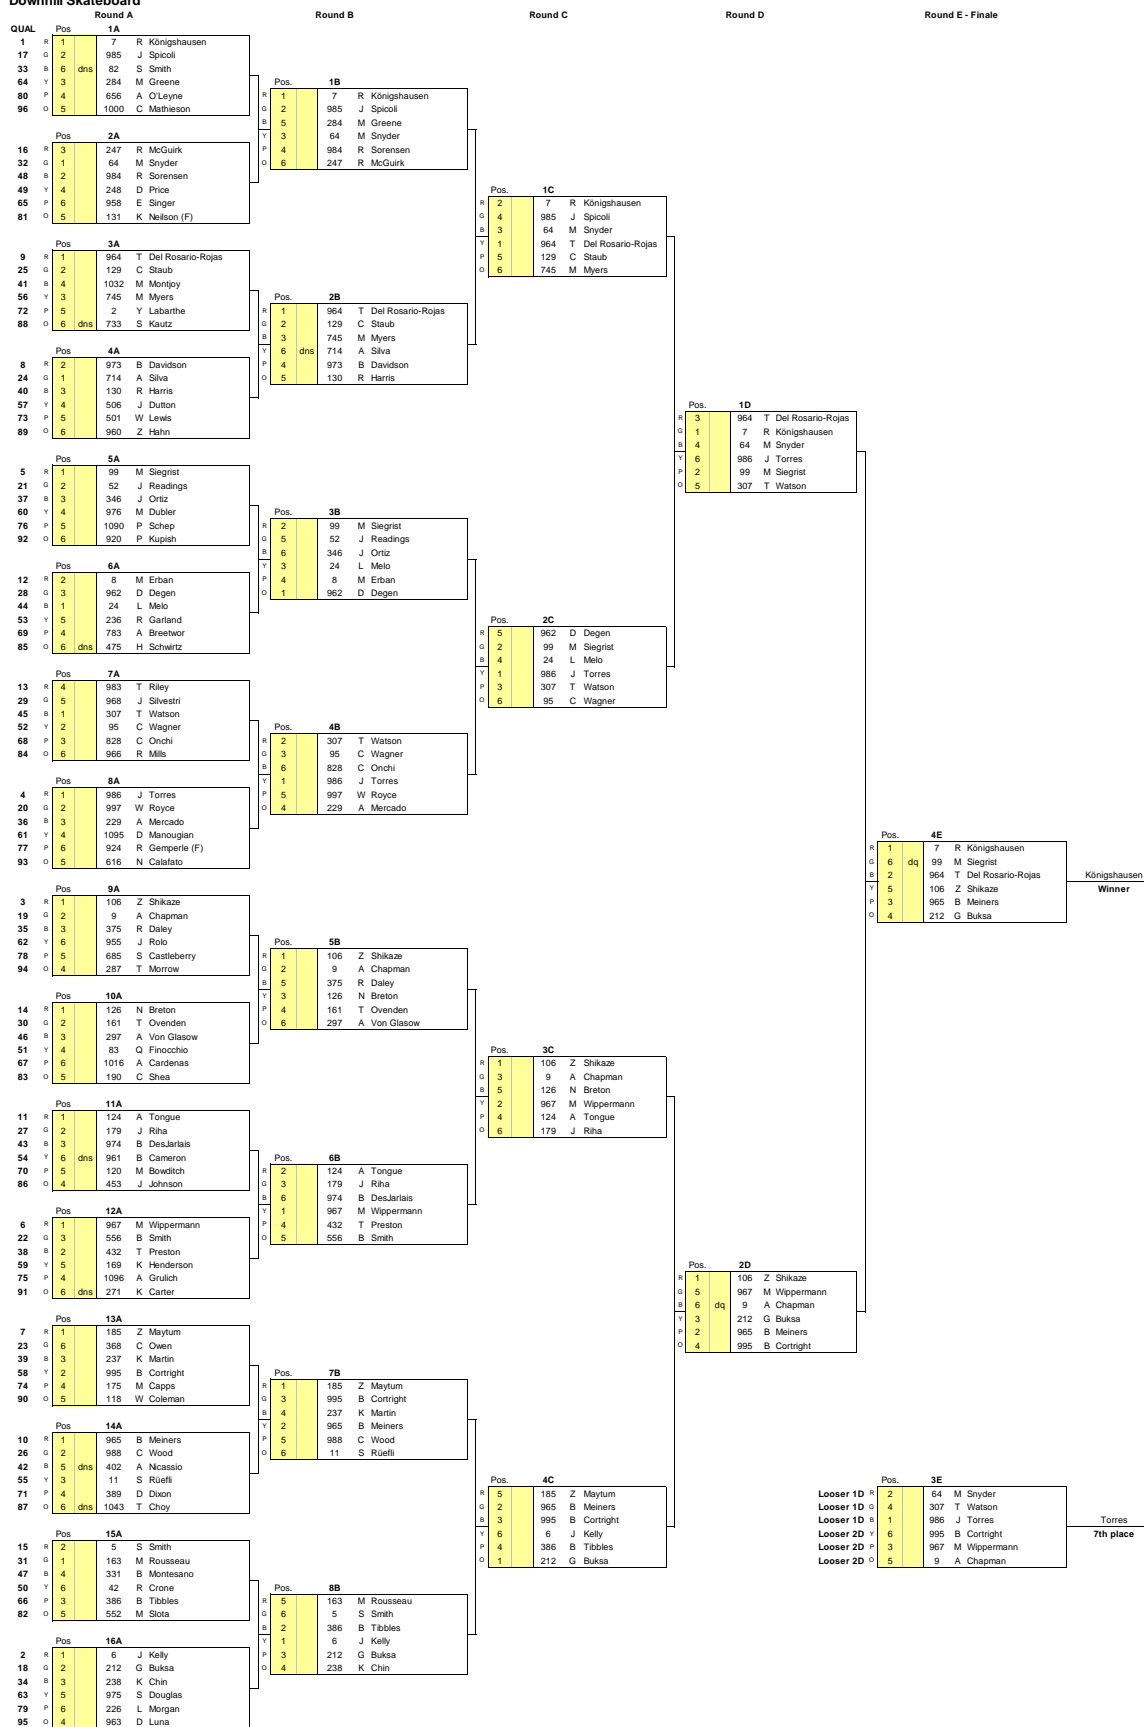 Downhill Skateboard
Round A Round B Round C Round D Round E - Finale
QUAL Pos 1A
1 R 1 7 R Königshausen
17 G 2 985 J Spicoli
33 B 6 dns 82 S Smith
64 Y 3 284 M Greene
80 P 4 656 A O'Leyne
96 O 5 1000 C Mathieson
Pos 2A
16 R 3 247 R McGuirk
32 G 1 64 M Snyder
48 B 2 984 R Sorensen
49 Y 4 248 D Price
65 P 6 958 E Singer
81 O 5 131 K Neilson (F)
Pos 3A
9 R 1 964 T Del Rosario-Rojas
25 G 2 129 C Staub
41 B 4 1032 M Montjoy
56 Y 3 745 M Myers
72 P 5 2 Y Labarthe
88 O 6 dns 733 S Kautz
Pos 4A
8 R 2 973 B Davidson
24 G 1 714 A Silva
40 B 3 130 R Harris
57 Y 4 506 J Dutton
73 P 5 501 W Lewis
89 O 6 960 Z Hahn
Pos 5A
5 R 1 99 M Siegrist
21 G 2 52 J Readings
37 B 3 346 J Ortiz
60 Y 4 976 M Dubler
76 P 5 1090 P Schep
92 O 6 920 P Kupish
Pos 6A
12 R 2 8 M Erban
28 G 3 962 D Degen
44 B 1 24 L Melo
53 Y 5 236 R Garland
69 P 4 783 A Breetwor
85 O 6 dns 475 H Schwirtz
Pos 7A
13 R 4 983 T Riley
29 G 5 968 J Silvestri
45 B 1 307 T Watson
52 Y 2 95 C Wagner
68 P 3 828 C Onchi
84 O 6 966 R Mills
Pos 8A
4 R 1 986 J Torres
20 G 2 997 W Royce
36 B 3 229 A Mercado
61 Y 4 1095 D Manougian
77 P 6 924 R Gemperle (F)
93 O 5 616 N Calafato
Pos 9A
3 R 1 106 Z Shikaze
19 G 2 9 A Chapman
35 B 3 375 R Daley
62 Y 6 955 J Rolo
78 P 5 685 S Castleberry
94 O 4 287 T Morrow
Pos 10A
14 R 1 126 N Breton
30 G 2 161 T Ovenden
46 B 3 297 A Von Glasow
51 Y 4 83 Q Finocchio
67 P 6 1016 A Cardenas
83 O 5 190 C Shea
Pos 11A
11 R 1 124 A Tongue
27 G 2 179 J Riha
43 B 3 974 B DesJarlais
54 Y 6 dns 961 B Cameron
70 P 5 120 M Bowditch
86 O 4 453 J Johnson
Pos 12A
6 R 1 967 M Wippermann
22 G 3 556 B Smith
38 B 2 432 T Preston
59 Y 5 169 K Henderson
75 P 4 1096 A Grulich
91 O 6 dns 271 K Carter
Pos 13A
7 R 1 185 Z Maytum
23 G 6 368 C Owen
39 B 3 237 K Martin
58 Y 2 995 B Cortright
74 P 4 175 M Capps
90 O 5 118 W Coleman
Pos 14A
10 R 1 965 B Meiners
26 G 2 988 C Wood
42 B 5 dns 402 A Nicassio
55 Y 3 11 S Rüefli
71 P 4 389 D Dixon
87 O 6 dns 1043 T Choy
Pos 15A
15 R 2 5 S Smith
31 G 1 163 M Rousseau
47 B 4 331 B Montesano
50 Y 6 42 R Crone
66 P 3 386 B Tibbles
82 O 5 552 M Slota
Pos 16A
2 R 1 6 J Kelly
18 G 2 212 G Buksa
34 B 3 238 K Chin
63 Y 5 975 S Douglas
79 P 6 226 L Morgan
95 O 4 963 D Luna
Pos. 1B
R 1 7 R Königshausen
G 2 985 J Spicoli
B 5 284 M Greene
Y 3 64 M Snyder
P 4 984 R Sorensen
O 6 247 R McGuirk
Pos. 2B
R 1 964 T Del Rosario-Rojas
G 2 129 C Staub
B 3 745 M Myers
Y 6 dns 714 A Silva
P 4 973 B Davidson
O 5 130 R Harris
Pos. 3B
R 2 99 M Siegrist
G 5 52 J Readings
B 6 346 J Ortiz
Y 3 24 L Melo
P 4 8 M Erban
O 1 962 D Degen
Pos. 4B
R 2 307 T Watson
G 3 95 C Wagner
B 6 828 C Onchi
Y 1 986 J Torres
P 5 997 W Royce
O 4 229 A Mercado
Pos. 5B
R 1 106 Z Shikaze
G 2 9 A Chapman
B 5 375 R Daley
Y 3 126 N Breton
P 4 161 T Ovenden
O 6 297 A Von Glasow
Pos. 6B
R 2 124 A Tongue
G 3 179 J Riha
B 6 974 B DesJarlais
Y 1 967 M Wippermann
P 4 432 T Preston
O 5 556 B Smith
Pos. 7B
R 1 185 Z Maytum
G 3 995 B Cortright
B 4 237 K Martin
Y 2 965 B Meiners
P 5 988 C Wood
O 6 11 S Rüefli
Pos. 8B
R 5 163 M Rousseau
G 6 5 S Smith
B 2 386 B Tibbles
Y 1 6 J Kelly
P 3 212 G Buksa
O 4 238 K Chin
Pos. 1C
R 2 7 R Königshausen
G 4 985 J Spicoli
B 3 64 M Snyder
Y 1 964 T Del Rosario-Rojas
P 5 129 C Staub
O 6 745 M Myers
Pos. 2C
R 5 962 D Degen
G 2 99 M Siegrist
B 4 24 L Melo
Y 1 986 J Torres
P 3 307 T Watson
O 6 95 C Wagner
Pos. 3C
R 1 106 Z Shikaze
G 3 9 A Chapman
B 5 126 N Breton
Y 2 967 M Wippermann
P 4 124 A Tongue
O 6 179 J Riha
Pos. 4C
R 5 185 Z Maytum
G 2 965 B Meiners
B 3 995 B Cortright
Y 6 6 J Kelly
P 4 386 B Tibbles
O 1 212 G Buksa
Pos. 1D
R 3 964 T Del Rosario-Rojas
G 1 7 R Königshausen
B 4 64 M Snyder
Y 6 986 J Torres
P 2 99 M Siegrist
O 5 307 T Watson
Pos. 2D
R 1 106 Z Shikaze
G 5 967 M Wippermann
B 6 dq 9 A Chapman
Y 3 212 G Buksa
P 2 965 B Meiners
O 4 995 B Cortright
Pos. 4E
R 1 7 R Königshausen
G 6 dq 99 M Siegrist
B 2 964 T Del Rosario-Rojas Königshausen
Y 5 106 Z Shikaze Winner
P 3 965 B Meiners
O 4 212 G Buksa
Pos. 3E
Looser 1D R 2 64 M Snyder
Looser 1D G 4 307 T Watson
Looser 1D B 1 986 J Torres Torres
Looser 2D Y 6 995 B Cortright 7th place
Looser 2D P 3 967 M Wippermann
Looser 2D O 5 9 A Chapman